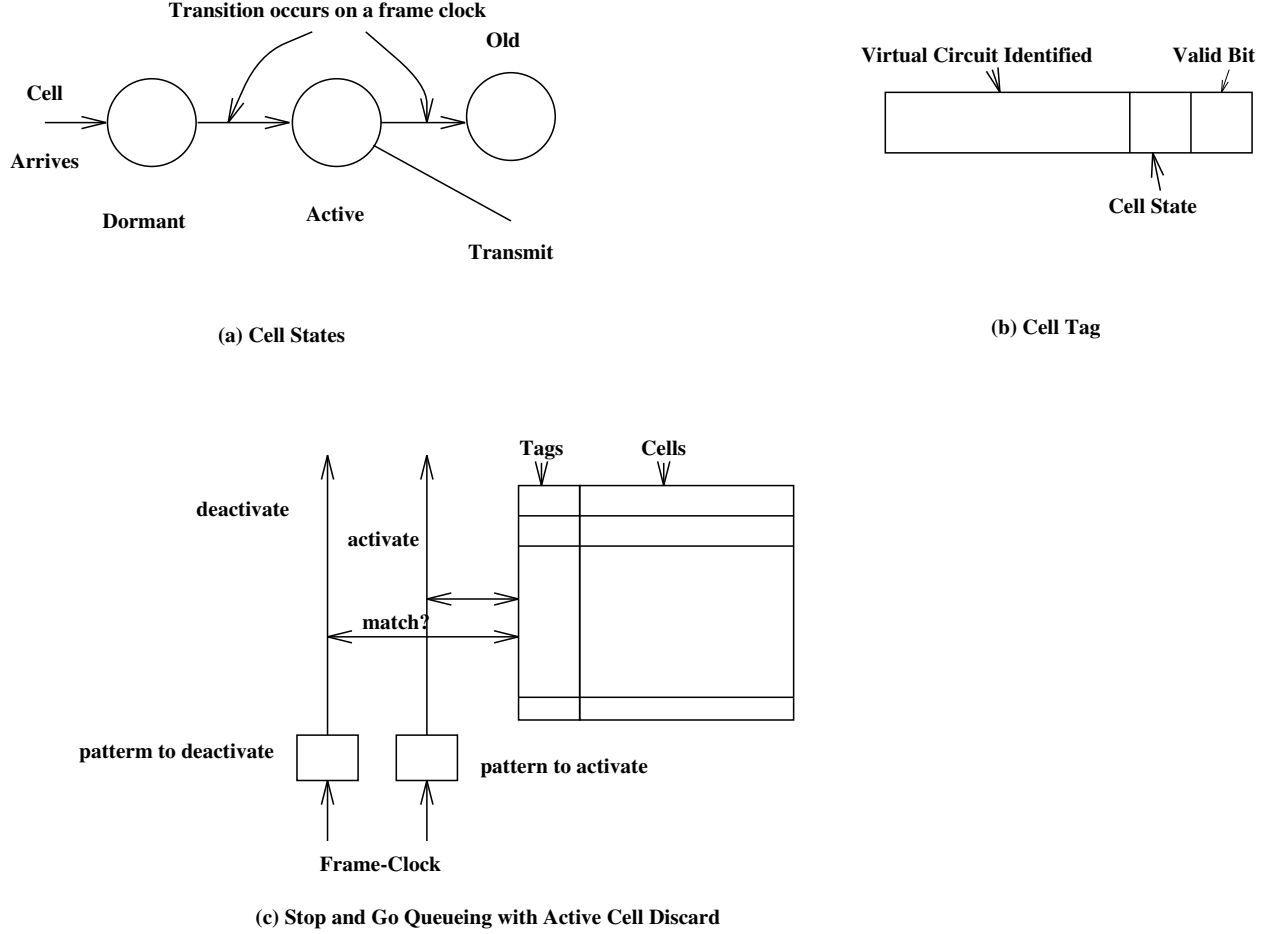 Transition occurs on a frame clock
Old
Cell
Arrives
Dormant
Active
Transmit
(a) Cell States
Virtual Circuit Identified
Valid Bit
Cell State
(b) Cell Tag
Tags
Cells
deactivate
activate
match?
patterm to deactivate
pattern to activate
Frame-Clock
(c) Stop and Go Queueing with Active Cell Discard